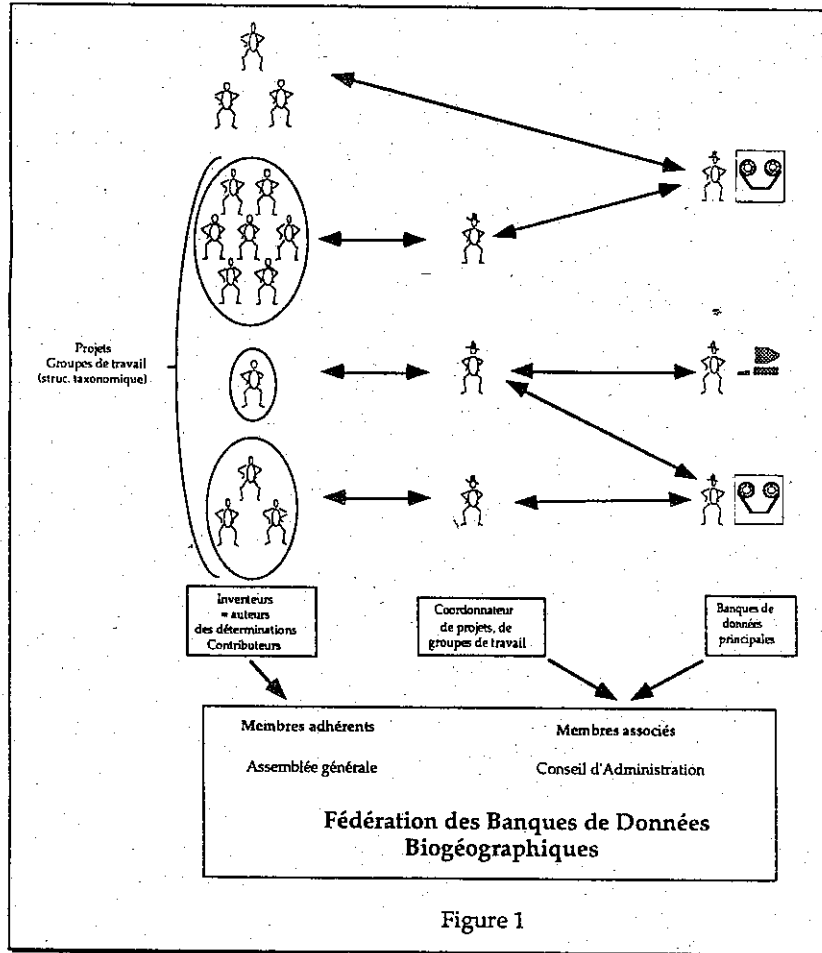 Projets
Groupes de travail
(struc. taxonomique)
Inventeurs
= auteurs
des déterminations
Contributeurs
Coordonnateur
de projets, de
groupes de travail
Banques de
données
principales
Membres adhérents
Membres associés
Assemblée générale
Conseil d'Administration
Fédération des Banques de Données
Biogéographiques
Figure 1